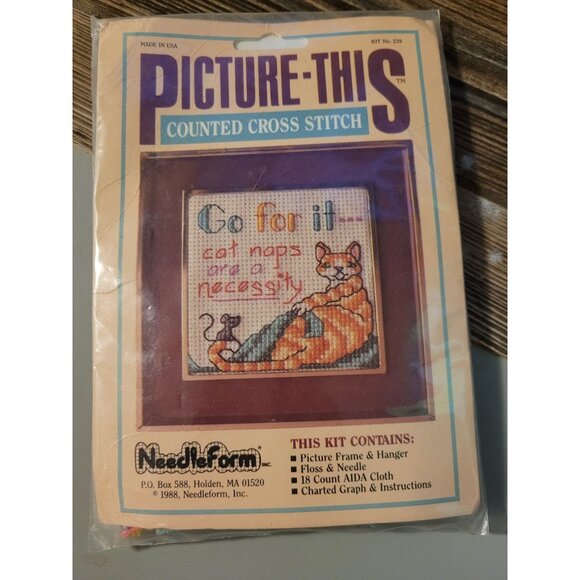 MADE IN USA
KIT No. 239
PICTURE-THIS™
COUNTED CROSS STITCH
Go for it---
cat naps
are a
necessity
NeedleForm® INC.
P.O. Box 588, Holden, MA 01520
© 1988, Needleform, Inc.
THIS KIT CONTAINS:
■ Picture Frame & Hanger
■ Floss & Needle
■ 18 Count AIDA Cloth
■ Charted Graph & Instructions